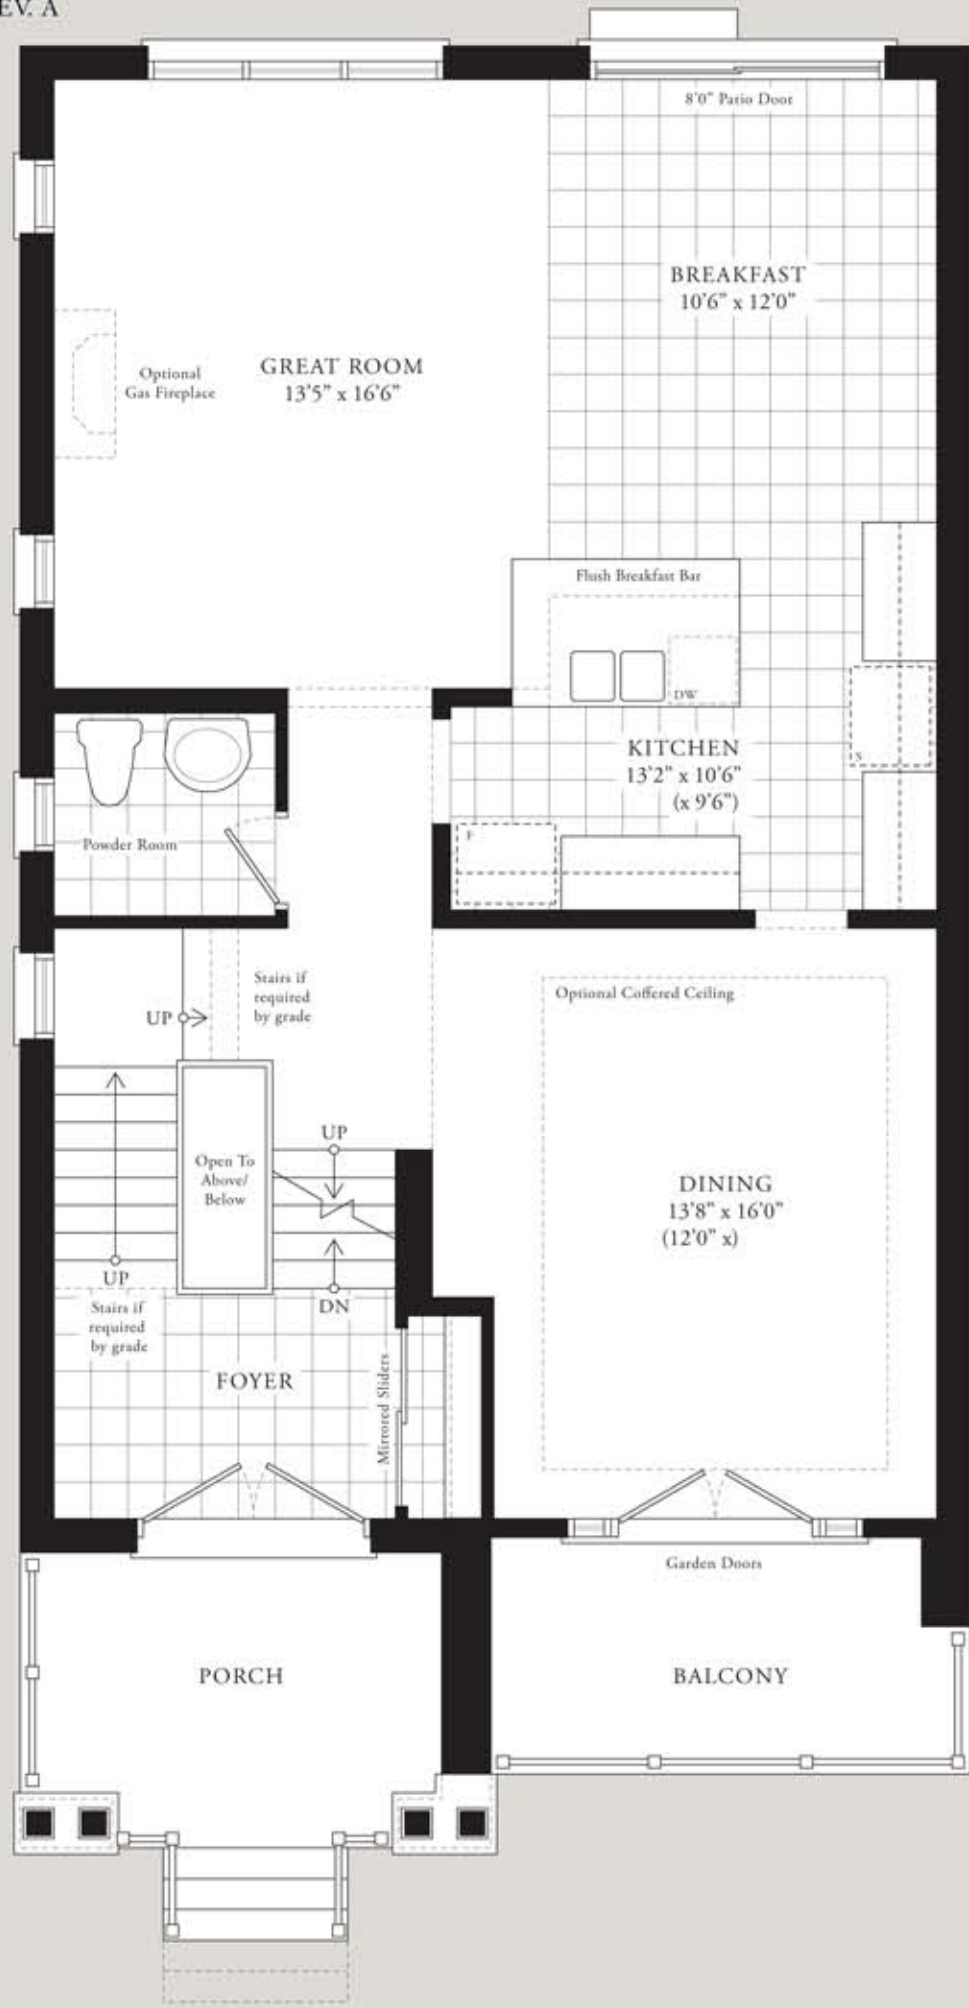 EV. A
8'0" Patio Door
BREAKFAST
10'6" x 12'0"
GREAT ROOM
13'5" x 16'6"
Optional
Gas Fireplace
Flush Breakfast Bar
DW
KITCHEN
13'2" x 10'6"
(x 9'6")
S
F
Powder Room
Stairs if
required
by grade
UP
Optional Coffered Ceiling
UP
Open To
Above/
Below
DINING
13'8" x 16'0"
(12'0" x)
UP
DN
Stairs if
required
by grade
FOYER
Mirrored Sliders
Garden Doors
PORCH
BALCONY